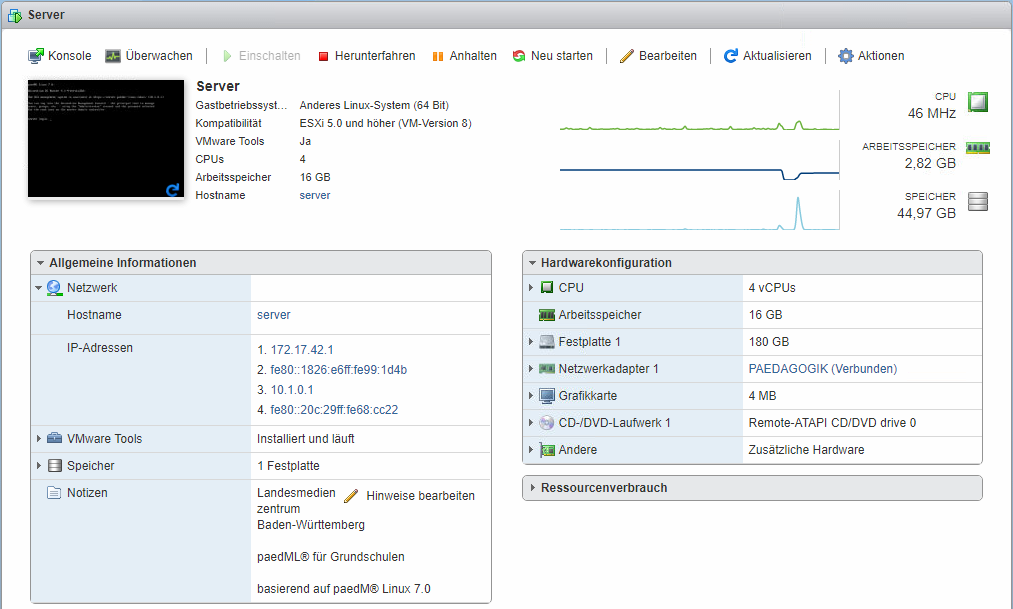 Server
Konsole Überwachen Einschalten Herunterfahren Anhalten Neu starten Bearbeiten Aktualisieren Aktionen
Server
Gastbetriebssyst... Anderes Linux-System (64 Bit)
Kompatibilität ESXi 5.0 und höher (VM-Version 8)
VMware Tools Ja
CPUs 4
Arbeitsspeicher 16 GB
Hostname server
CPU
46 MHz
ARBEITSSPEICHER
2,82 GB
SPEICHER
44,97 GB
Allgemeine Informationen
Netzwerk
Hostname server
IP-Adressen
1. 172.17.42.1
2. fe80::1826:e6ff:fe99:1d4b
3. 10.1.0.1
4. fe80::20c:29ff:fe68:cc22
VMware Tools Installiert und läuft
Speicher 1 Festplatte
Notizen
Landesmedien
zentrum
Baden-Württemberg
paedML® für Grundschulen
basierend auf paedM® Linux 7.0
Hinweise bearbeiten
Hardwarekonfiguration
CPU 4 vCPUs
Arbeitsspeicher 16 GB
Festplatte 1 180 GB
Netzwerkadapter 1 PAEDAGOGIK (Verbunden)
Grafikkarte 4 MB
CD-/DVD-Laufwerk 1 Remote-ATAPI CD/DVD drive 0
Andere Zusätzliche Hardware
Ressourcenverbrauch